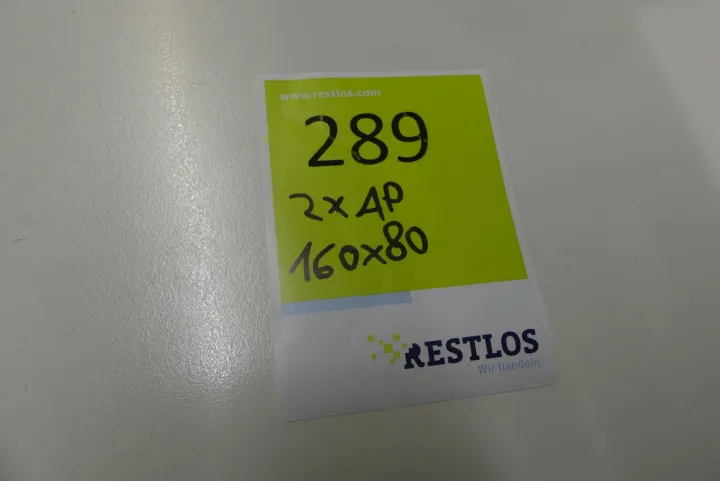 www.restlos.com
289
2x AP
160x80
RESTLOS
Wir handeln